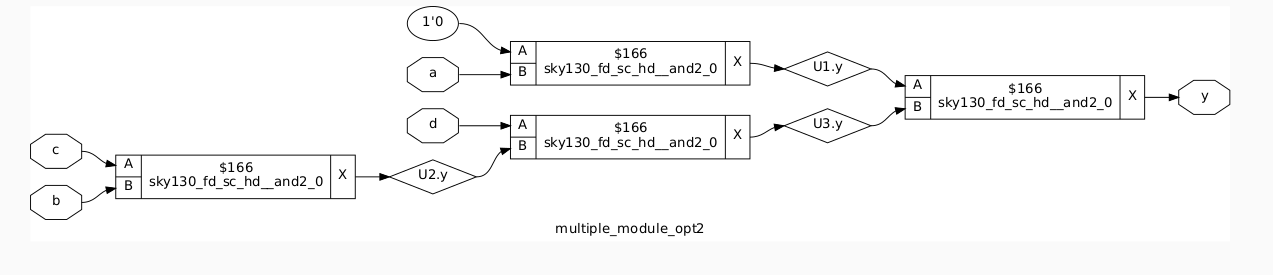 1'0
A
$166
sky130_fd_sc_hd__and2_0
X
B
a
U1.y
A
$166
sky130_fd_sc_hd__and2_0
X
B
y
d
A
$166
sky130_fd_sc_hd__and2_0
X
B
U3.y
c
A
$166
sky130_fd_sc_hd__and2_0
X
B
b
U2.y
multiple_module_opt2